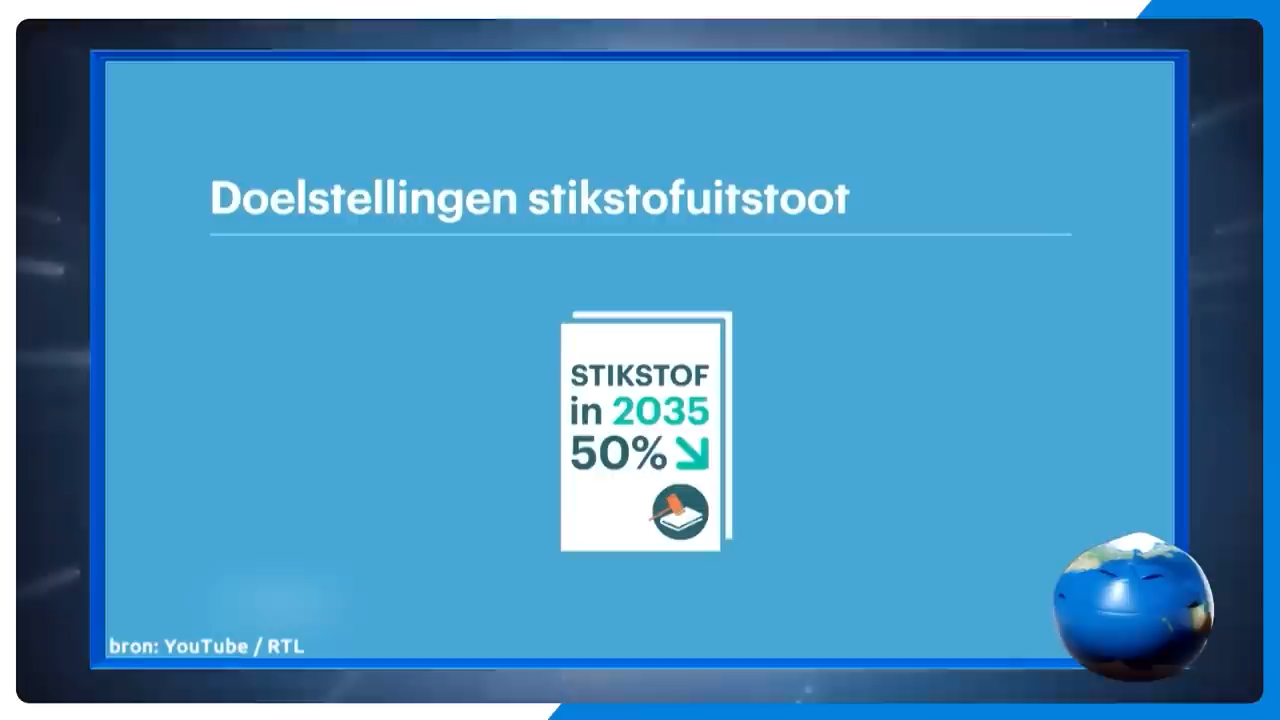 Doelstellingen stikstofuitstoot
STIKSTOF
in 2035
50%
bron: YouTube / RTL